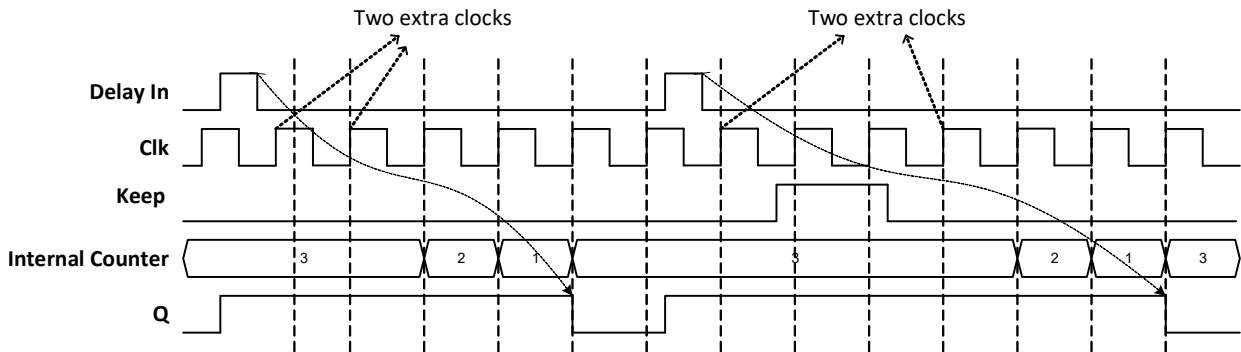 Two extra clocks Two extra clocks
Delay In
Clk
Keep
Internal Counter 3 2 1 3 2 1 3
Q